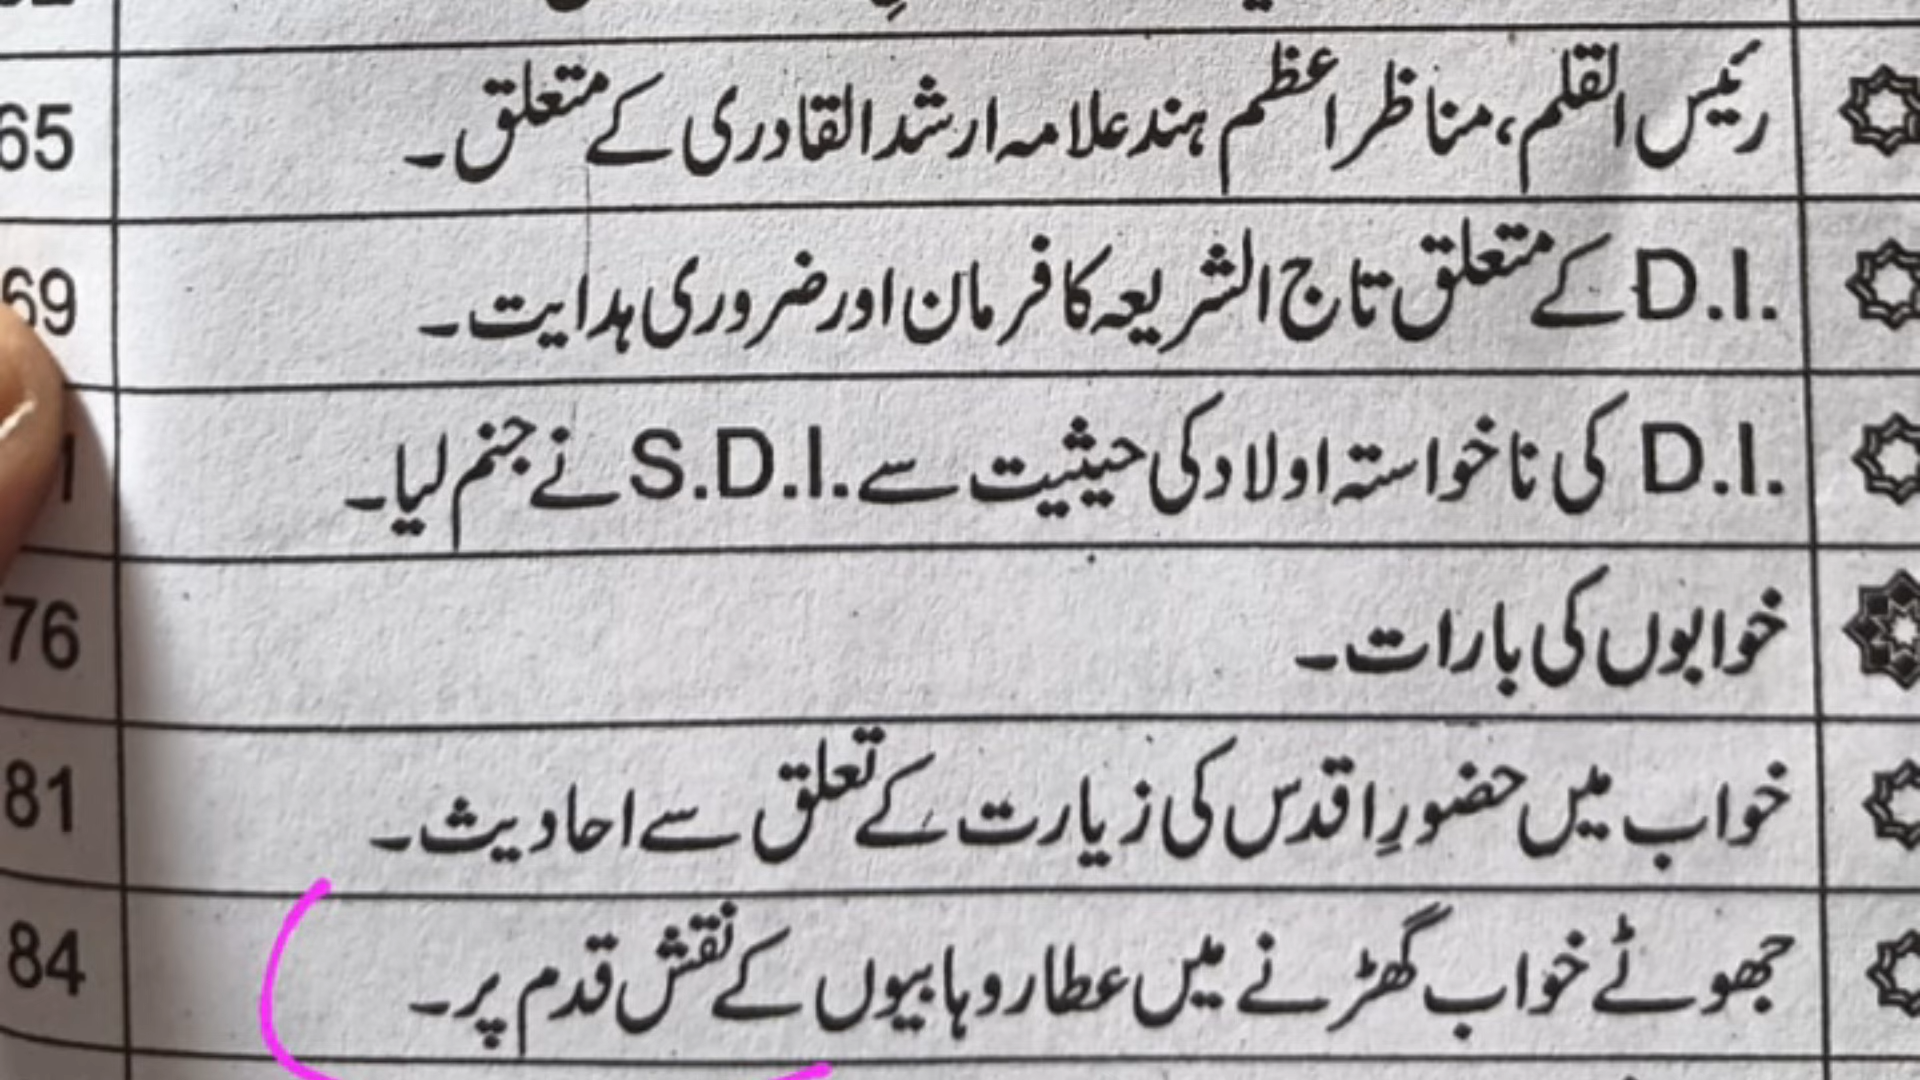 رئیس القلم، مناظر اعظم ہند علامہ ارشد القادری کے متعلق۔ 65
D.I. کے متعلق تاج الشریعہ کا فرمان اور ضروری ہدایت۔ 69
D.I. کی ناخواستہ اولاد کی حیثیت سے S.D.I. نے جنم لیا۔
خوابوں کی بارات۔ 76
خواب میں حضورِ اقدس کی زیارت کے تعلق سے احادیث۔ 81
جھوٹے خواب گھڑنے میں عطار وہابیوں کے نقش قدم پر۔ 84